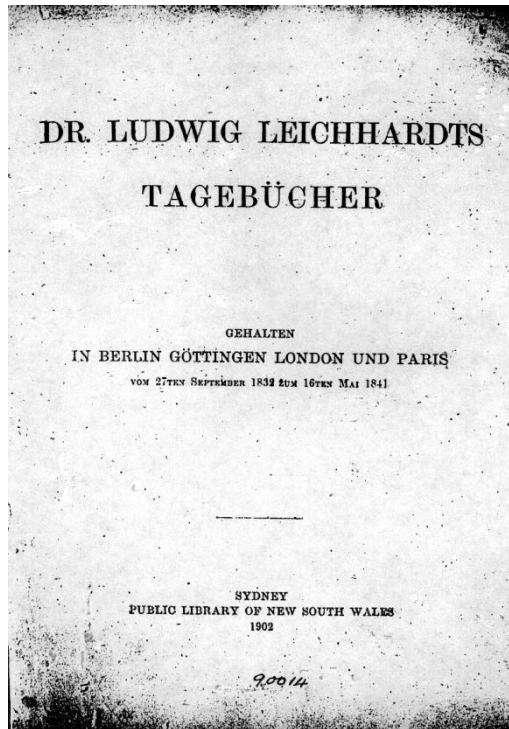 DR. LUDWIG LEICHHARDTS
TAGEBÜCHER
GEHALTEN
IN BERLIN GÖTTINGEN LONDON UND PARIS
VOM 27TEN SEPTEMBER 1832 ZUM 16TEN MAI 1841
SYDNEY
PUBLIC LIBRARY OF NEW SOUTH WALES
1902
90014